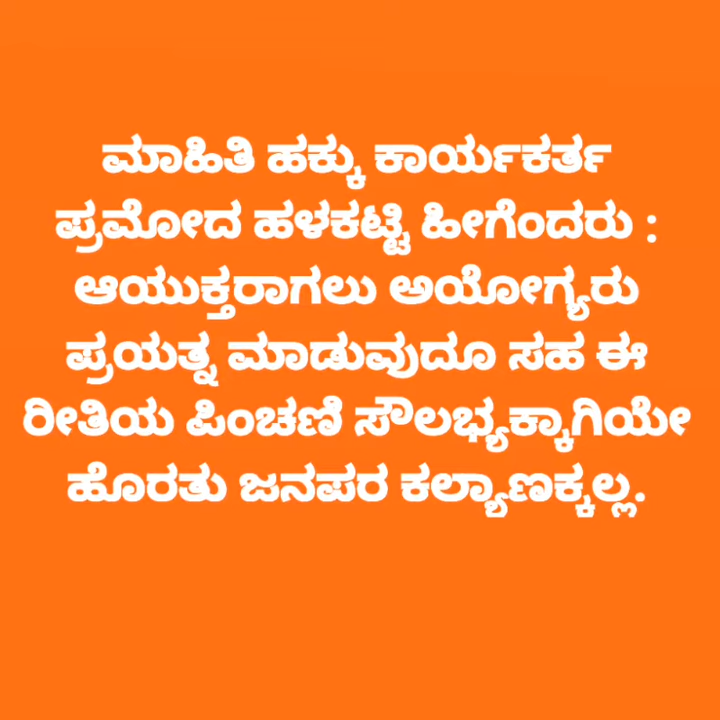 ಮಾಹಿತಿ ಹಕ್ಕು ಕಾರ್ಯಕರ್ತ
ಪ್ರಮೋದ ಹಳಕಟ್ಟಿ ಹೀಗೆಂದರು :
ಆಯುಕ್ತರಾಗಲು ಅಯೋಗ್ಯರು
ಪ್ರಯತ್ನ ಮಾಡುವುದೂ ಸಹ ಈ
ರೀತಿಯ ಪಿಂಚಣಿ ಸೌಲಭ್ಯಕ್ಕಾಗಿಯೇ
ಹೊರತು ಜನಪರ ಕಲ್ಯಾಣಕ್ಕಲ್ಲ.